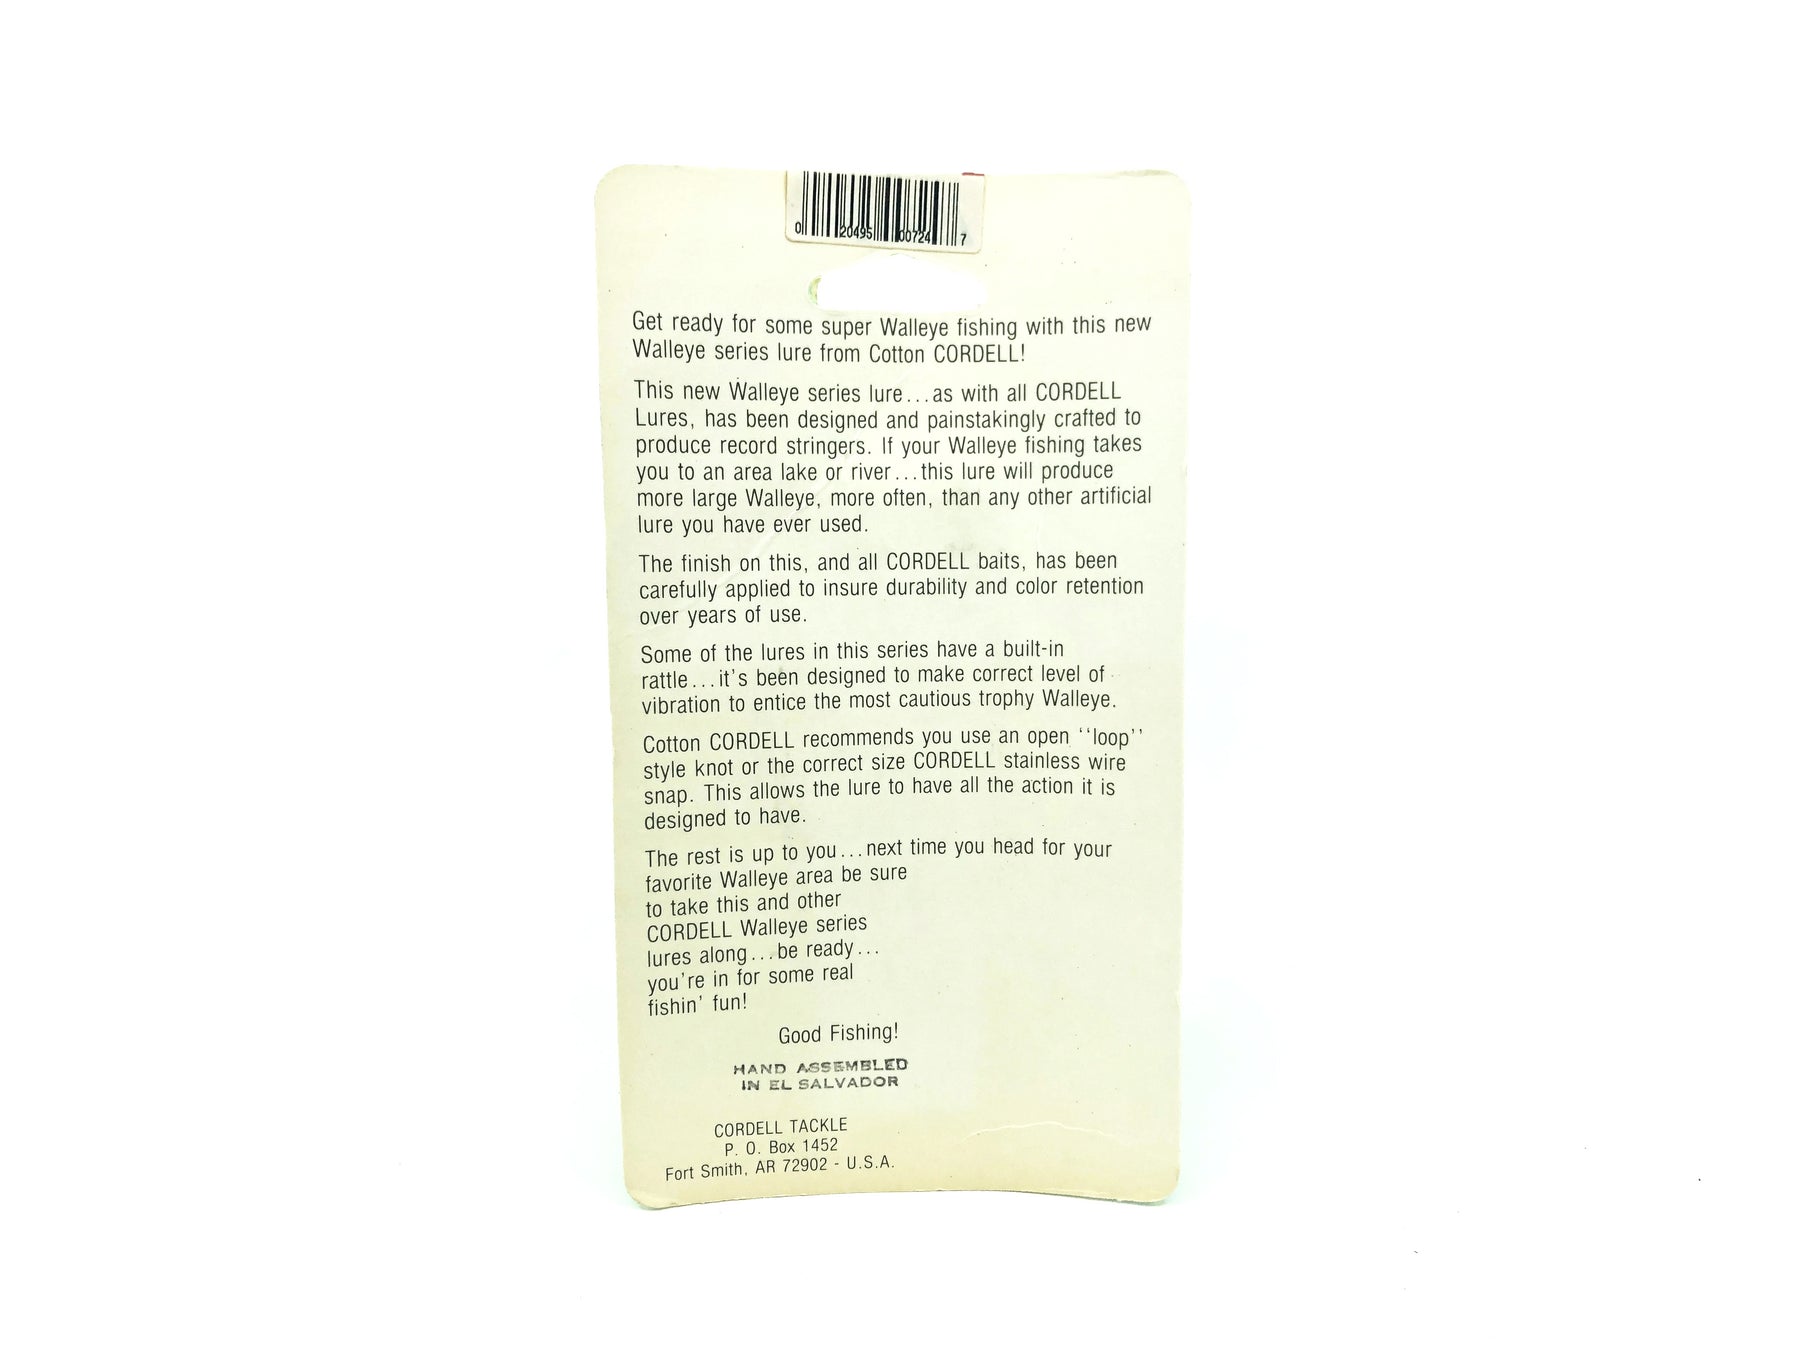 0 20495 00724 7
Get ready for some super Walleye fishing with this new
Walleye series lure from Cotton CORDELL!
This new Walleye series lure...as with all CORDELL
Lures, has been designed and painstakingly crafted to
produce record stringers. If your Walleye fishing takes
you to an area lake or river...this lure will produce
more large Walleye, more often, than any other artificial
lure you have ever used.
The finish on this, and all CORDELL baits, has been
carefully applied to insure durability and color retention
over years of use.
Some of the lures in this series have a built-in
rattle...it's been designed to make correct level of
vibration to entice the most cautious trophy Walleye.
Cotton CORDELL recommends you use an open ‘‘loop’’
style knot or the correct size CORDELL stainless wire
snap. This allows the lure to have all the action it is
designed to have.
The rest is up to you...next time you head for your
favorite Walleye area be sure
to take this and other
CORDELL Walleye series
lures along...be ready...
you're in for some real
fishin' fun!
Good Fishing!
HAND ASSEMBLED
IN EL SALVADOR
CORDELL TACKLE
P. O. Box 1452
Fort Smith, AR 72902 - U.S.A.